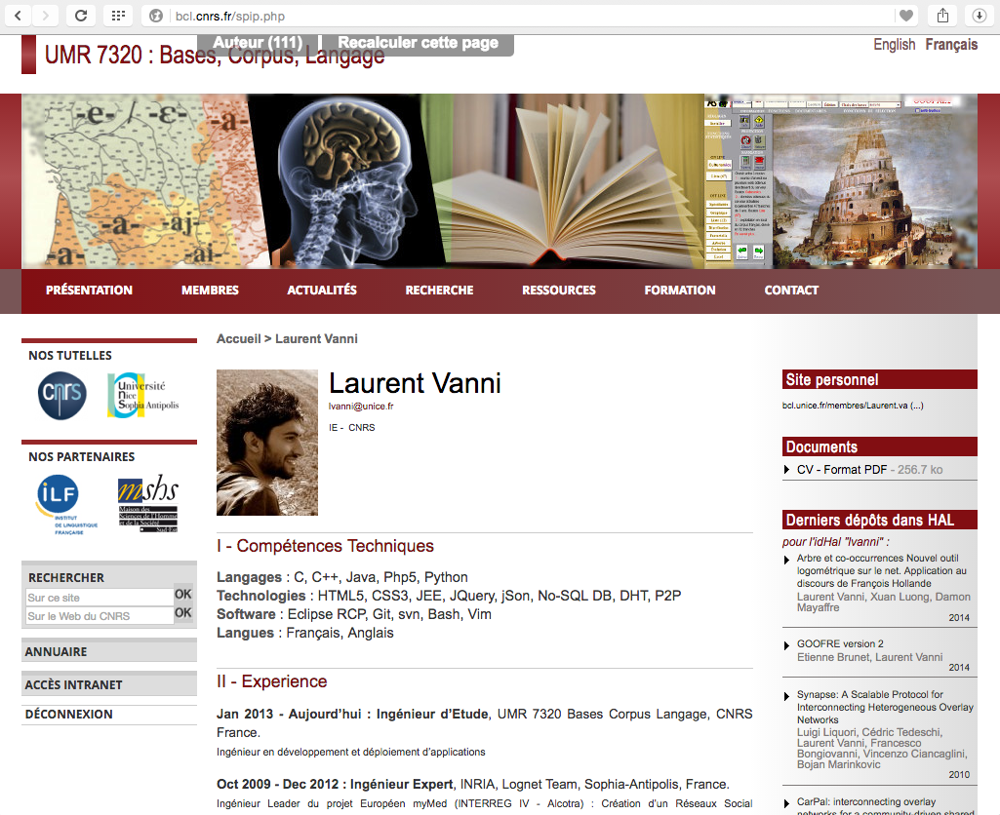 bcl.cnrs.fr/spip.php
Auteur (111)
Recalculer cette page
UMR 7320 : Bases, Corpus, Langage
English Français
-e- / -ɛ-
-a
-a- -aj-
-a- -ai-
PRÉSENTATION MEMBRES ACTUALITÉS RECHERCHE RESSOURCES FORMATION CONTACT
NOS TUTELLES
cnrs
Université
Nice
Sophia Antipolis
NOS PARTENAIRES
iLF
INSTITUT
DE LINGUISTIQUE
FRANÇAISE
mshs
Maison des
Sciences de l'Homme
et de la Société
Sud-Est
RECHERCHER
Sur ce site OK
Sur le Web du CNRS OK
ANNUAIRE
ACCÈS INTRANET
DÉCONNEXION
Accueil > Laurent Vanni
Laurent Vanni
lvanni@unice.fr
IE - CNRS
I - Compétences Techniques
Langages : C, C++, Java, Php5, Python
Technologies : HTML5, CSS3, JEE, JQuery, jSon, No-SQL DB, DHT, P2P
Software : Eclipse RCP, Git, svn, Bash, Vim
Langues : Français, Anglais
II - Experience
Jan 2013 - Aujourd'hui : Ingénieur d'Etude, UMR 7320 Bases Corpus Langage, CNRS
France.
Ingénieur en développement et déploiement d'applications
Oct 2009 - Dec 2012 : Ingénieur Expert, INRIA, Lognet Team, Sophia-Antipolis, France.
Ingénieur Leader du projet Européen myMed (INTERREG IV - Alcotra) : Création d'un Réseaux Social
Site personnel
bcl.unice.fr/membres/Laurent.va (...)
Documents
CV - Format PDF - 256.7 ko
Derniers dépôts dans HAL
pour l'idHal "lvanni" :
Arbre et co-occurrences Nouvel outil
logométrique sur le net. Application au
discours de François Hollande
Laurent Vanni, Xuan Luong, Damon
Mayaffre
2014
GOOFRE version 2
Etienne Brunet, Laurent Vanni
2014
Synapse: A Scalable Protocol for
Interconnecting Heterogeneous Overlay
Networks
Luigi Liquori, Cédric Tedeschi,
Laurent Vanni, Francesco
Bongiovanni, Vincenzo Ciancaglini,
Bojan Marinkovic
2010
CarPal: interconnecting overlay
networks for a community-driven shared